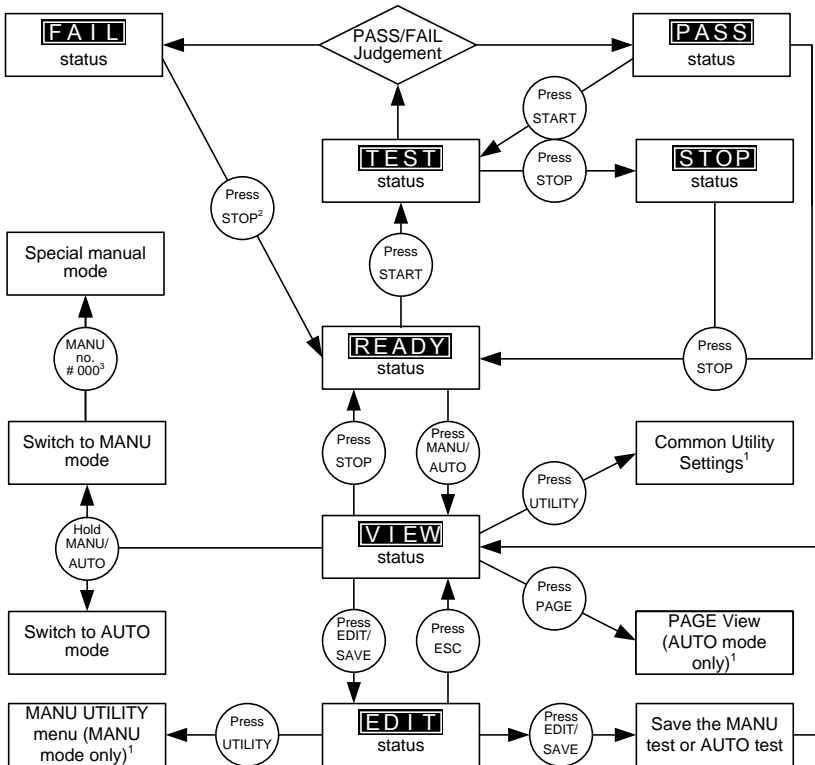 FAIL
status
PASS/FAIL
Judgement
PASS
status
Press
START
TEST
status
Press
STOP
STOP
status
Press
STOP²
Press
START
Special manual
mode
MANU
no.
# 000³
READY
status
Press
STOP
Switch to MANU
mode
Press
STOP
Press
MANU/
AUTO
Common Utility
Settings¹
Press
UTILITY
Hold
MANU/
AUTO
VIEW
status
Press
PAGE
Switch to AUTO
mode
Press
EDIT/
SAVE
Press
ESC
PAGE View
(AUTO mode
only)¹
MANU UTILITY
menu (MANU
mode only)¹
Press
UTILITY
EDIT
status
Press
EDIT/
SAVE
Save the MANU
test or AUTO test